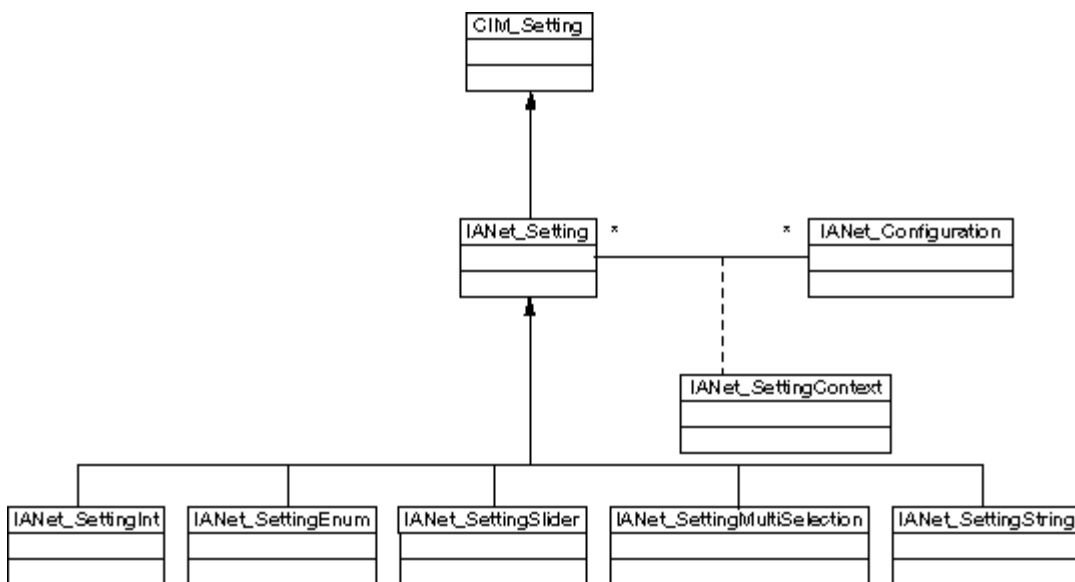 CIM_Setting
IANet_Setting
*
*
IANet_Configuration
IANet_SettingContext
IANet_SettingInt
IANet_SettingEnum
IANet_SettingSlider
IANet_SettingMultiSelection
IANet_SettingString